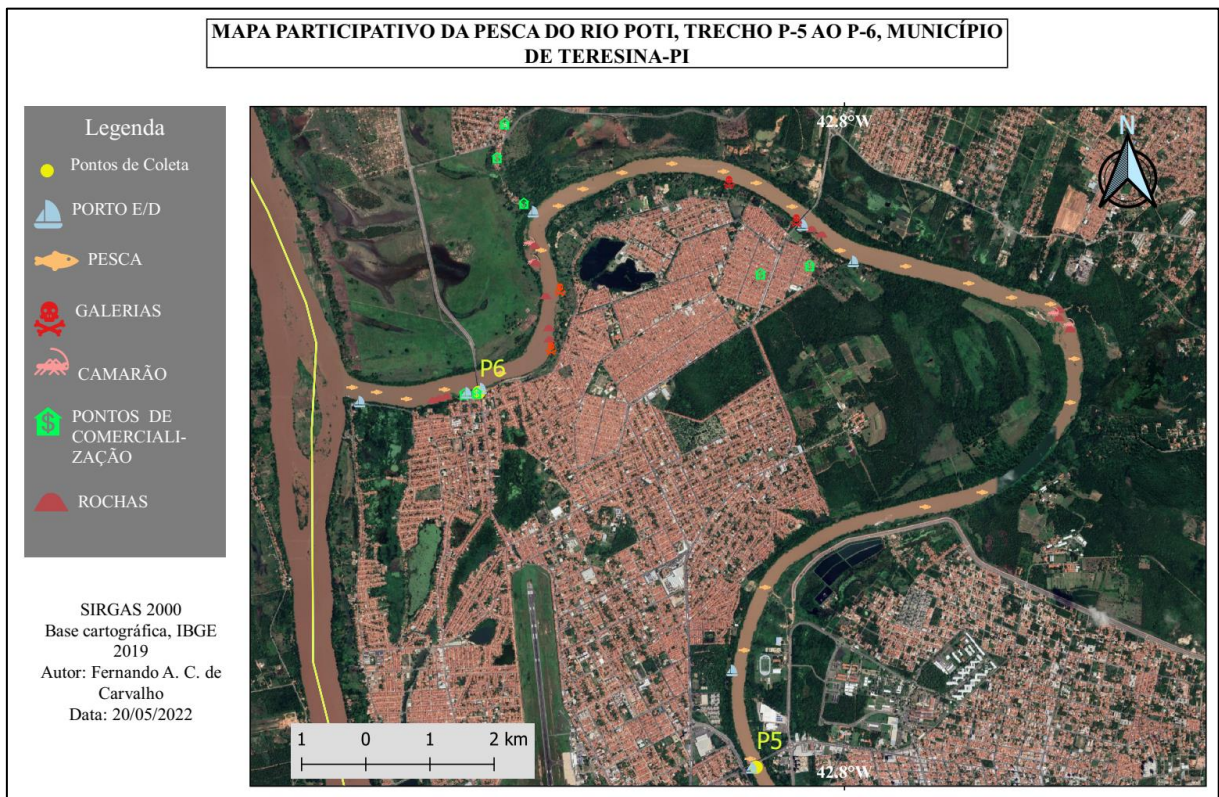 MAPA PARTICIPATIVO DA PESCA DO RIO POTI, TRECHO P-5 AO P-6, MUNICÍPIO
DE TERESINA-PI
Legenda
Pontos de Coleta
PORTO E/D
PESCA
GALERIAS
CAMARÃO
PONTOS DE
COMERCIALI-
ZAÇÃO
ROCHAS
SIRGAS 2000
Base cartográfica, IBGE
2019
Autor: Fernando A. C. de
Carvalho
Data: 20/05/2022
42.8°W
N
P6
P5
42.8°W
1 0 1 2 km